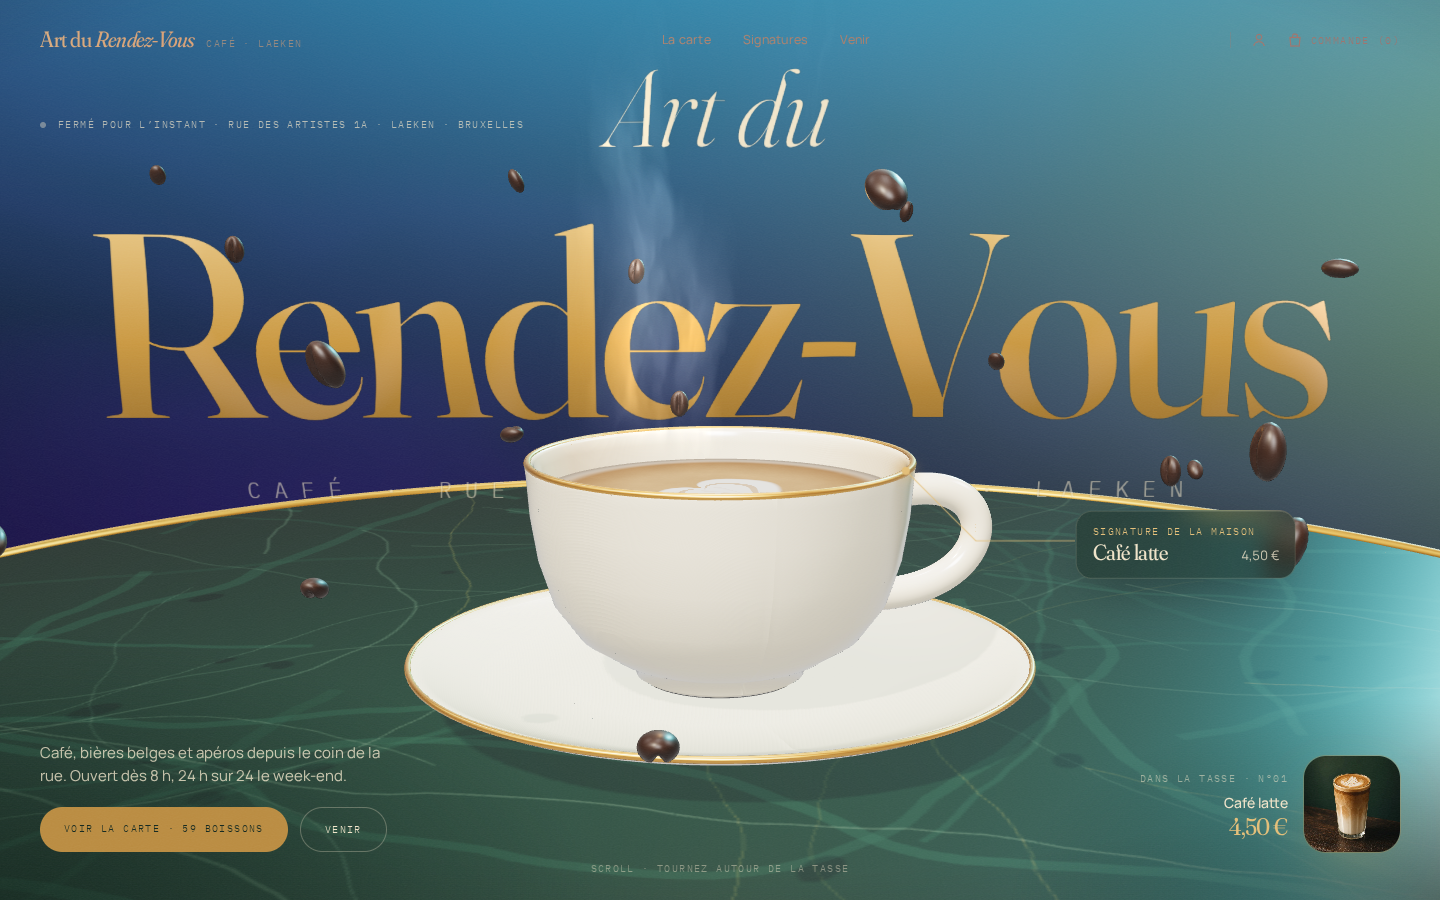 Art du Rendez-Vous CAFÉ · LAEKEN
La carte Signatures Venir
Art du
FERMÉ POUR L'INSTANT · RUE DES ARTISTES 1A · LAEKEN · BRUXELLES
Rendez-Vous
CAFÉ RUE LAEKEN
SIGNATURE DE LA MAISON
Café latte 4,50 €
Café, bières belges et apéros depuis le coin de la
rue. Ouvert dès 8 h, 24 h sur 24 le week-end.
VOIR LA CARTE · 59 BOISSONS
VENIR
DANS LA TASSE · N°01
Café latte
4,50 €
SCROLL · TOURNEZ AUTOUR DE LA TASSE